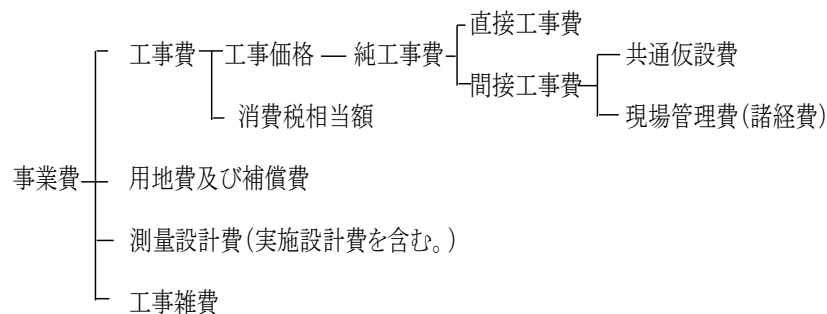 直接工事費
工事費 工事価格 ― 純工事費 共通仮設費
間接工事費
消費税相当額 現場管理費(諸経費)
事業費 用地費及び補償費
測量設計費(実施設計費を含む。)
工事雑費